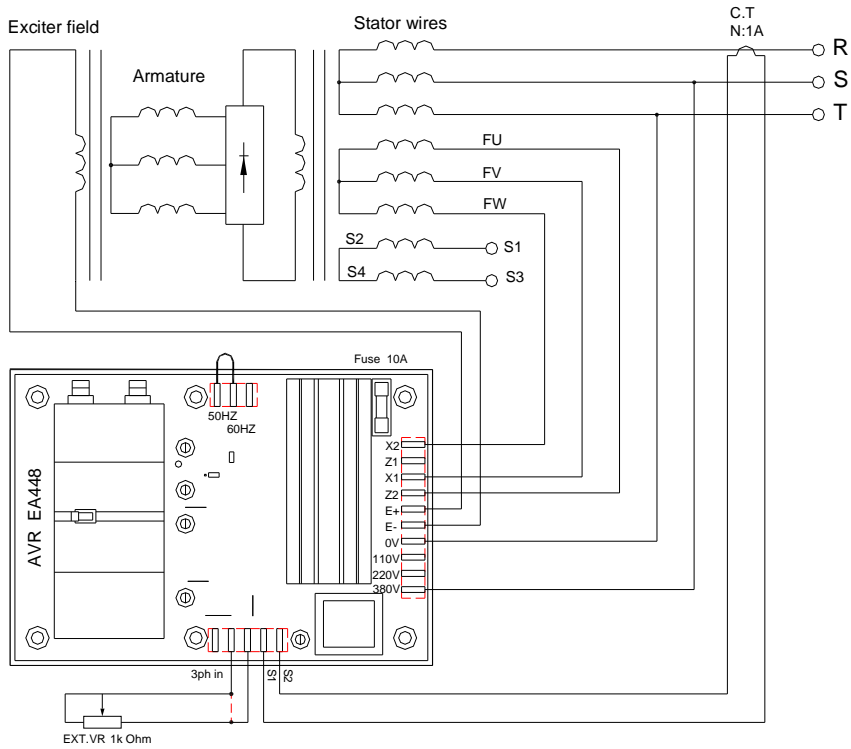 Exciter field
Stator wires
C.T
N:1A
R
Armature
S
T
FU
FV
FW
S2
S1
S4
S3
Fuse 10A
50HZ
60HZ
AVR EA448
X2
Z1
X1
Z2
E+
E-
0V
110V
220V
380V
3ph in
S1
S2
EXT.VR 1k Ohm